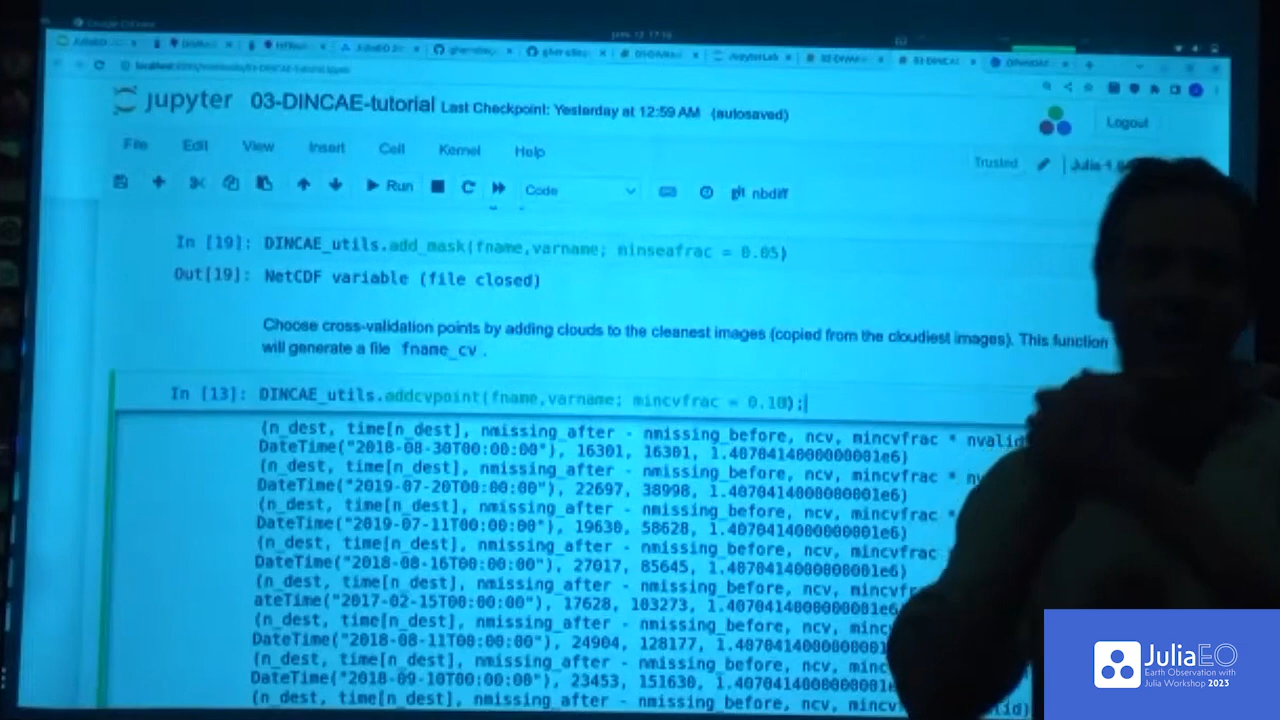 jupyter 03-DINCAE-tutorial Last Checkpoint: Yesterday at 12:59 AM (autosaved)
Logout
File Edit View Insert Cell Kernel Help
Trusted
Run Code nbdiff
In [19]: DINCAE_utils.add_mask(fname,varname; minseafrac = 0.05)
Out[19]: NetCDF variable (file closed)
Choose cross-validation points by adding clouds to the cleanest images (copied from the cloudiest images). This function
will generate a file fname_cv .
In [13]: DINCAE_utils.addcvpoint(fname,varname; mincvfrac = 0.10);
(n_dest, time[n_dest], nmissing_after - nmissing_before, ncv, mincvfrac * nvalid
DateTime("2018-08-30T00:00:00"), 16301, 16301, 1.4070414000000001e6)
(n_dest, time[n_dest], nmissing_after - nmissing_before, ncv, mincvfrac * nv
DateTime("2019-07-20T00:00:00"), 22697, 38998, 1.4070414000000001e6)
(n_dest, time[n_dest], nmissing_after - nmissing_before, ncv, mincvfrac *
DateTime("2019-07-11T00:00:00"), 19630, 58628, 1.4070414000000001e6)
(n_dest, time[n_dest], nmissing_after - nmissing_before, ncv, mincvfrac
DateTime("2018-08-16T00:00:00"), 27017, 85645, 1.4070414000000001e6)
(n_dest, time[n_dest], nmissing_after - nmissing_before, ncv, mincvfr
ateTime("2017-02-15T00:00:00"), 17628, 103273, 1.4070414000000001e6
(n_dest, time[n_dest], nmissing_after - nmissing_before, ncv, mincv
DateTime("2018-08-11T00:00:00"), 24904, 128177, 1.4070414000000001
(n_dest, time[n_dest], nmissing_after - nmissing_before, ncv, minc
DateTime("2018-09-10T00:00:00"), 23453, 151630, 1.4070414000000001
(n_dest, time[n_dest], nmissing_after - nmissing_before, ncv, mincv alid)
JuliaEO
Earth Observation with
Julia Workshop 2023